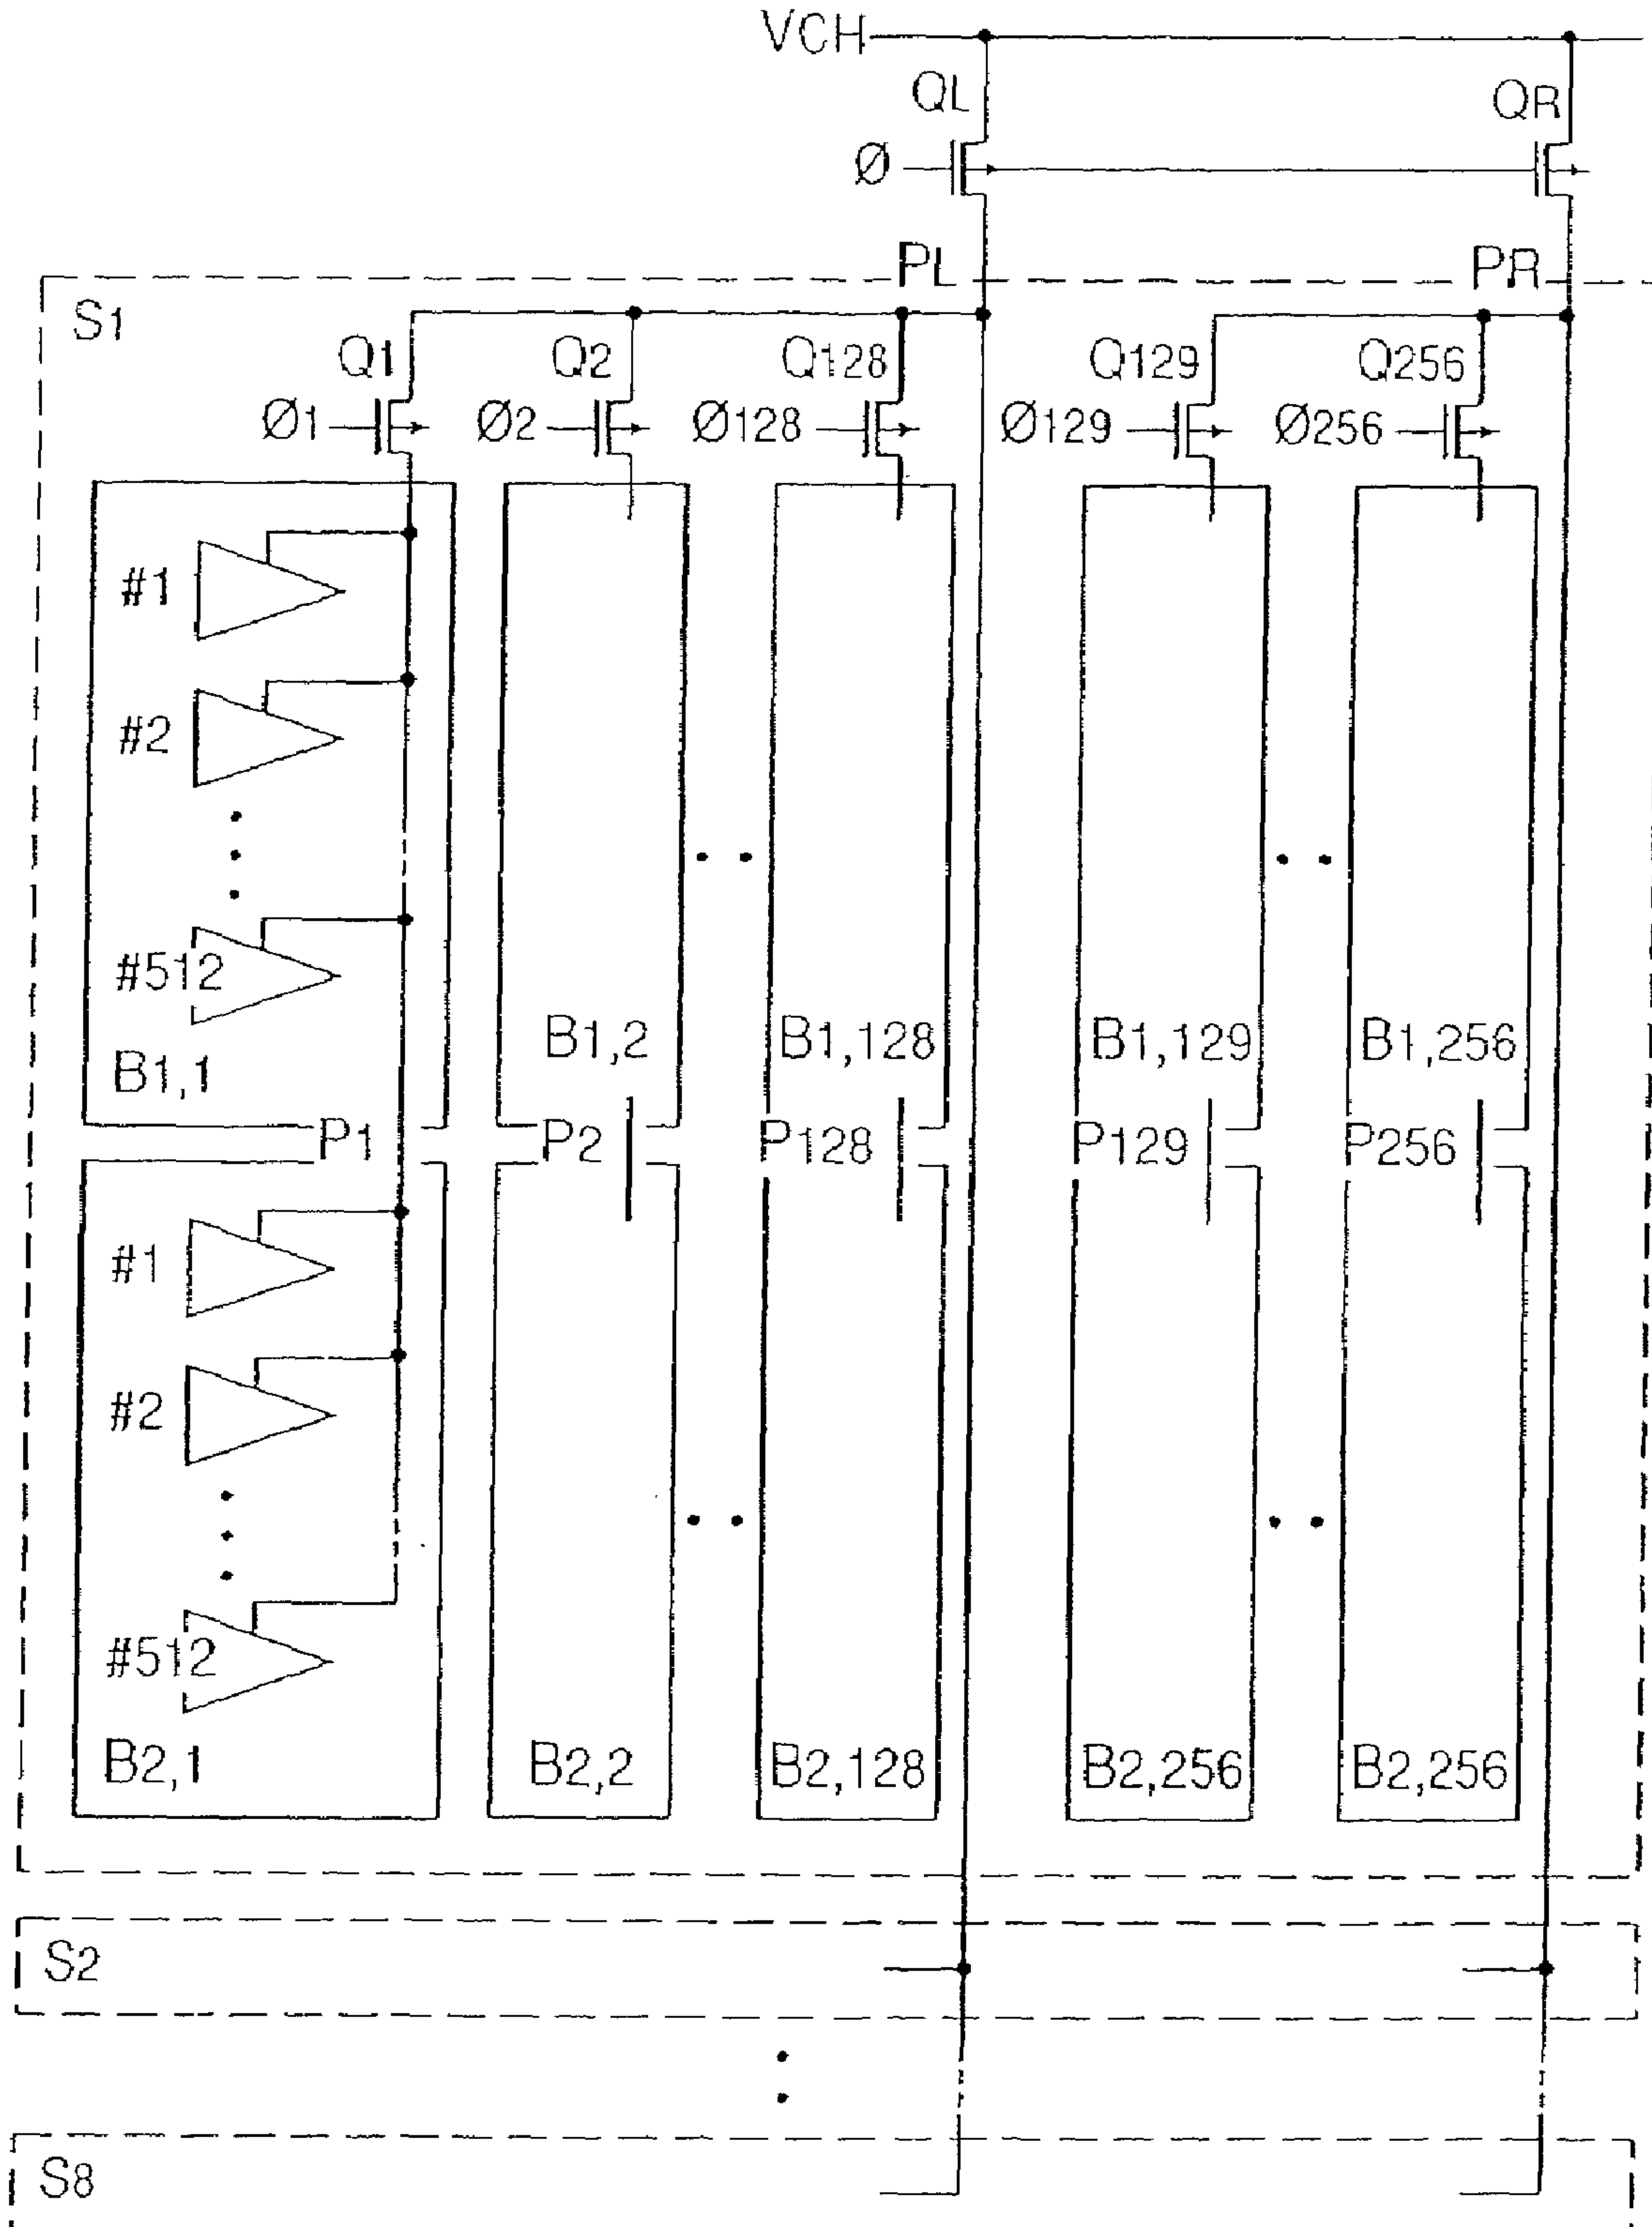 VCH
QL QR
Ø
PL PR
S1
Q1 Q2 Q128 Q129 Q256
Ø1 Ø2 Ø128 Ø129 Ø256
#1
#2
#512
B1,1 B1,2 B1,128 B1,129 B1,256
P1 P2 P128 P129 P256
#1
#2
#512
B2,1 B2,2 B2,128 B2,256 B2,256
S2
S8